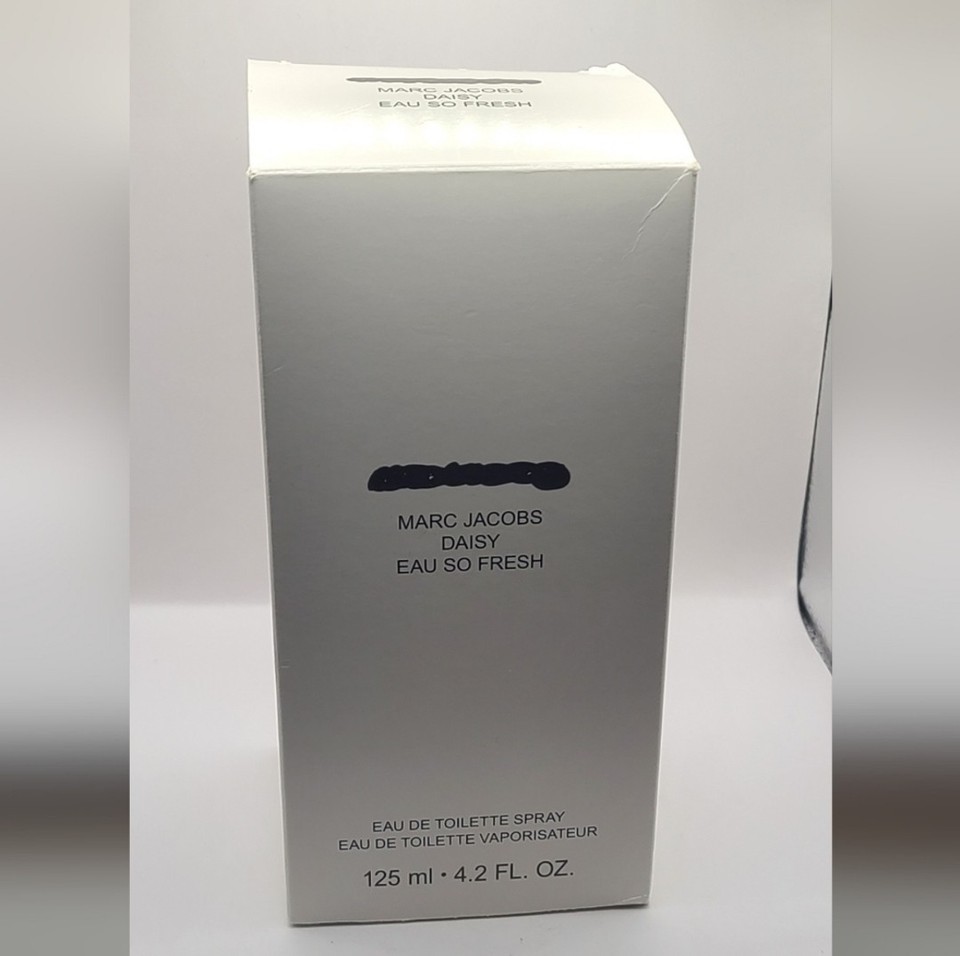 MARC JACOBS
DAISY
EAU SO FRESH
MARC JACOBS
DAISY
EAU SO FRESH
EAU DE TOILETTE SPRAY
EAU DE TOILETTE VAPORISATEUR
125 ml • 4.2 FL. OZ.